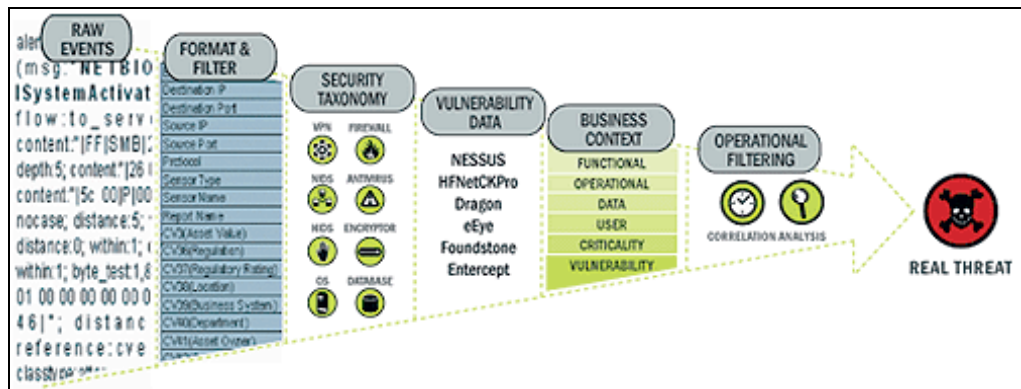 RAW
EVENTS
(msg:"NETBIO
ISystemActivat
flow:to_serv
content:"|FF|SMB|
depth:5; content:"|26
content:"|5c 00|P|00
nocase; distance:5;
distance:0; within:1;
within:1; byte_test:1,8
01 00 00 00 00 00 0
46|"; distanc
reference:cve
FORMAT &
FILTER
Destination IP
Destination Port
Source IP
Source Port
Protocol
Sensor Type
Sensor Name
Report Name
CV3(Asset Value)
CV36(Regulation)
CV37(Regulatory Rating)
CV38(Location)
CV39(Business System)
CV40(Department)
CV41(Asset Owner)
SECURITY
TAXONOMY
VPN FIREWALL
NIDS ANTIVIRUS
HIDS ENCRYPTOR
OS DATABASE
VULNERABILITY
DATA
NESSUS
HFNetCKPro
Dragon
eEye
Foundstone
Entercept
BUSINESS
CONTEXT
FUNCTIONAL
OPERATIONAL
DATA
USER
CRITICALITY
VULNERABILITY
OPERATIONAL
FILTERING
CORRELATION ANALYSIS
REAL THREAT